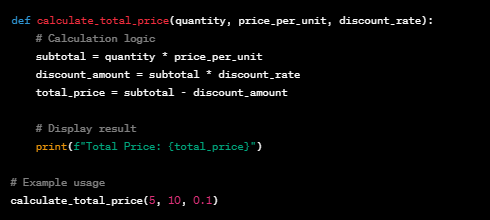 def calculate_total_price(quantity, price_per_unit, discount_rate):
# Calculation logic
subtotal = quantity * price_per_unit
discount_amount = subtotal * discount_rate
total_price = subtotal - discount_amount
# Display result
print(f"Total Price: {total_price}")
# Example usage
calculate_total_price(5, 10, 0.1)